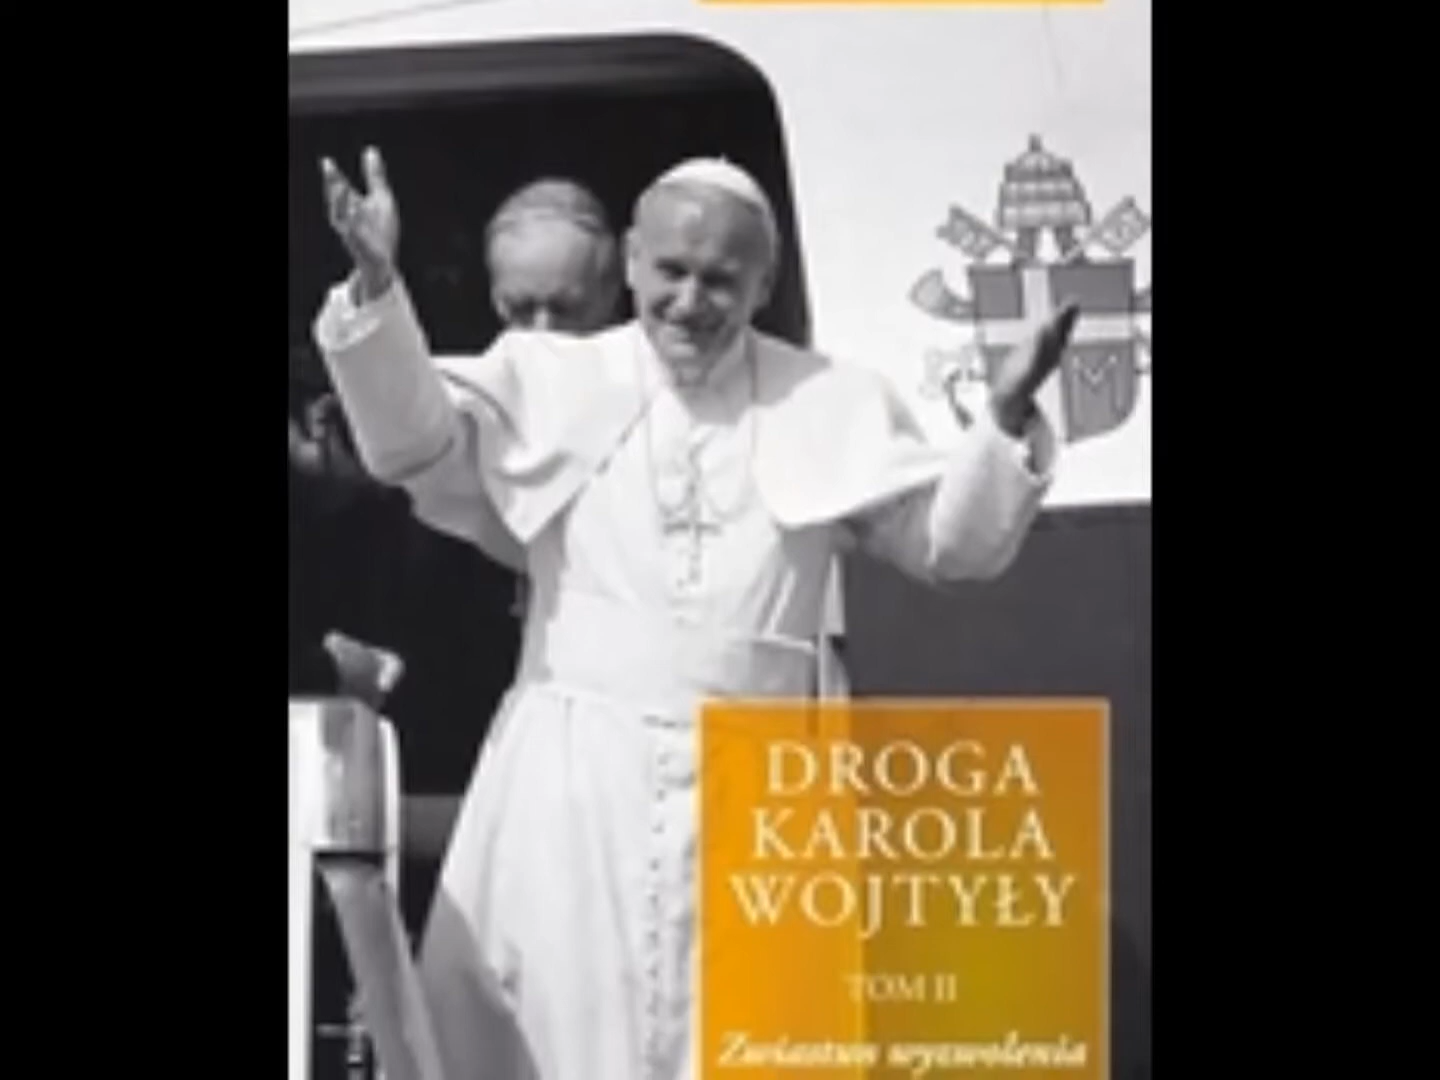 DROGA
KAROLA
WOJTYŁY
TOM II
Zwiastun wyzwolenia
M